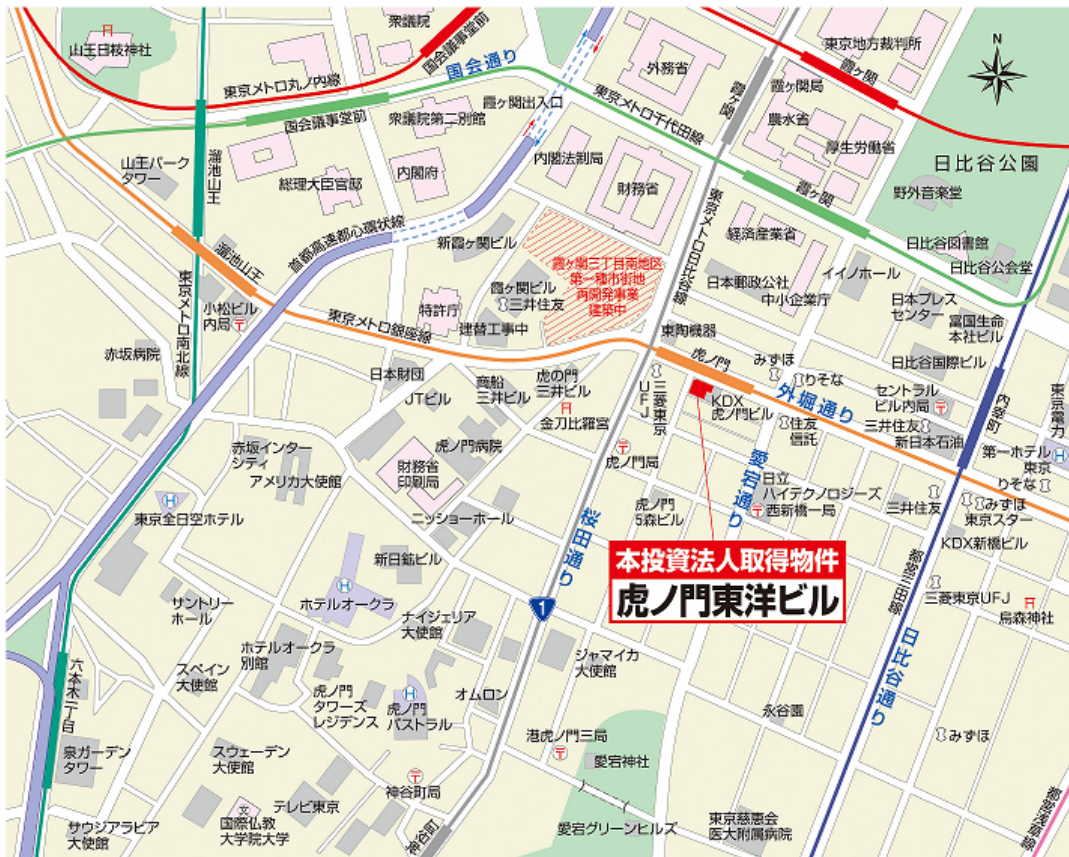 衆議院
山王日枝神社
国会議事堂前
国会通り
東京メトロ丸ノ内線
外務省
霞ヶ関
霞ヶ関
東京地方裁判所
N
国会議事堂前
衆議院第二別館
霞ヶ関出入口
東京メトロ千代田線
霞ヶ関局
農水省
厚生労働省
日比谷公園
野外音楽堂
溜池山王
山王パーク
タワー
総理大臣官邸
内閣府
内閣法制局
財務省
霞ヶ関
首都高速都心環状線
新霞ヶ関ビル
東京メトロ日比谷線
経済産業省
日比谷図書館
日比谷公会堂
溜池山王
霞ヶ関三丁目南地区
第一種市街地
再開発事業
建築中
霞ヶ関ビル
三井住友
日本郵政公社
中小企業庁
イイノホール
日本プレス
センター
富国生命
本社ビル
東京メトロ南北線
小松ビル
内局
特許庁
建替工事中
東京メトロ銀座線
東陶機器
虎ノ門
みずほ
りそな
日比谷国際ビル
赤坂病院
日本財団
JTビル
商船
三井ビル
虎の門
三井ビル
金刀比羅宮
三菱東京
UFJ
KDX
虎ノ門ビル
外堀通り
セントラル
ビル内局
三井住友
新日本石油
内幸町
東京電力
住友
信託
虎ノ門局
愛宕通り
第一ホテル
東京
りそな
赤坂インター
シティ
アメリカ大使館
虎ノ門病院
財務省
印刷局
日立
ハイテクノロジーズ
西新橋一局
虎ノ門
5森ビル
三井住友
みずほ
東京スター
KDX新橋ビル
東京全日空ホテル
ニッショーホール
桜田通り
新日鉱ビル
本投資法人取得物件
虎ノ門東洋ビル
都営三田線
三菱東京UFJ
烏森神社
サントリー
ホール
ホテルオークラ
ナイジェリア
大使館
1
日比谷通り
スペイン
大使館
ホテルオークラ
別館
ジャマイカ
大使館
六本木一丁目
虎ノ門
タワーズ
レジデンス
虎ノ門
パストラル
オムロン
永谷園
泉ガーデン
タワー
スウェーデン
大使館
港虎ノ門三局
愛宕神社
みずほ
テレビ東京
神谷町局
サウジアラビア
大使館
国際仏教
大学院大学
神谷町
愛宕グリーンヒルズ
東京慈恵会
医大附属病院
都営浅草線